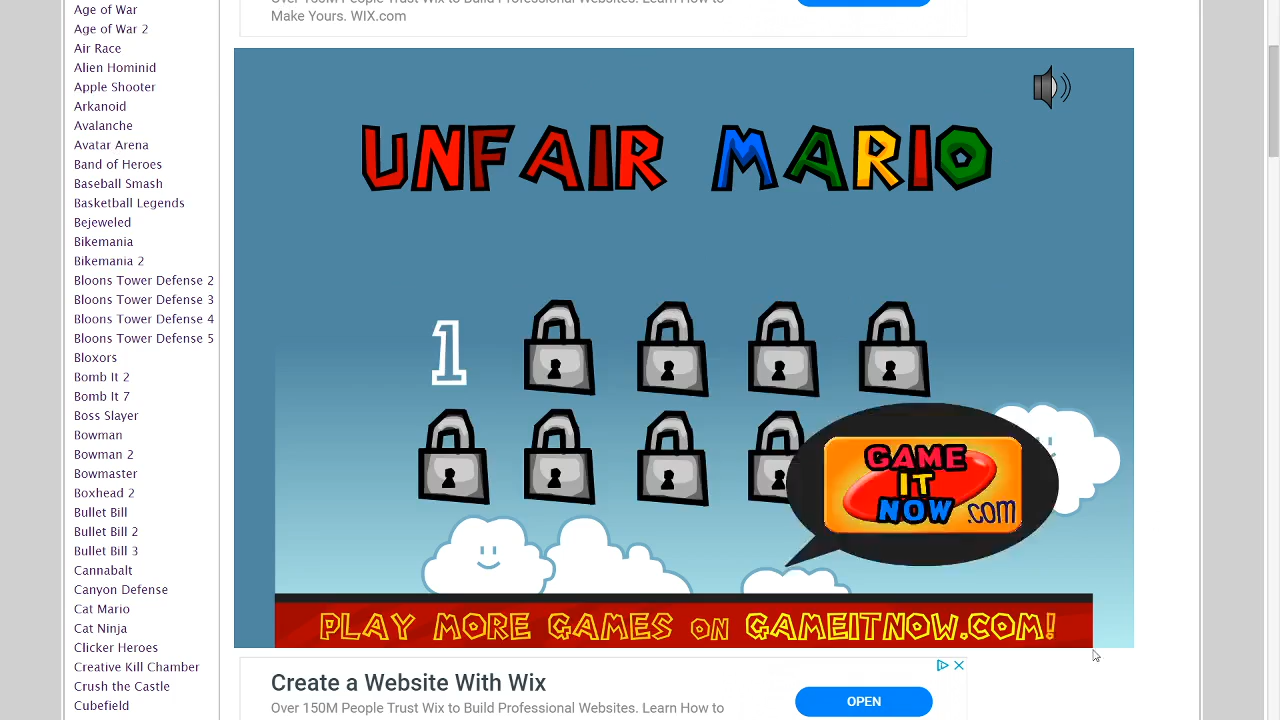 Over 150M People Trust Wix to Build Professional Websites. Learn How to
Make Yours. WIX.com
Age of War
Age of War 2
Air Race
Alien Hominid
Apple Shooter
Arkanoid
Avalanche
Avatar Arena
Band of Heroes
Baseball Smash
Basketball Legends
Bejeweled
Bikemania
Bikemania 2
Bloons Tower Defense 2
Bloons Tower Defense 3
Bloons Tower Defense 4
Bloons Tower Defense 5
Bloxors
Bomb It 2
Bomb It 7
Boss Slayer
Bowman
Bowman 2
Bowmaster
Boxhead 2
Bullet Bill
Bullet Bill 2
Bullet Bill 3
Cannabalt
Canyon Defense
Cat Mario
Cat Ninja
Clicker Heroes
Creative Kill Chamber
Crush the Castle
Cubefield
UNFAIR MARIO
1
GAME
IT
NOW .com
PLAY MORE GAMES ON GAMEITNOW.COM!
Create a Website With Wix
Over 150M People Trust Wix to Build Professional Websites. Learn How to
OPEN